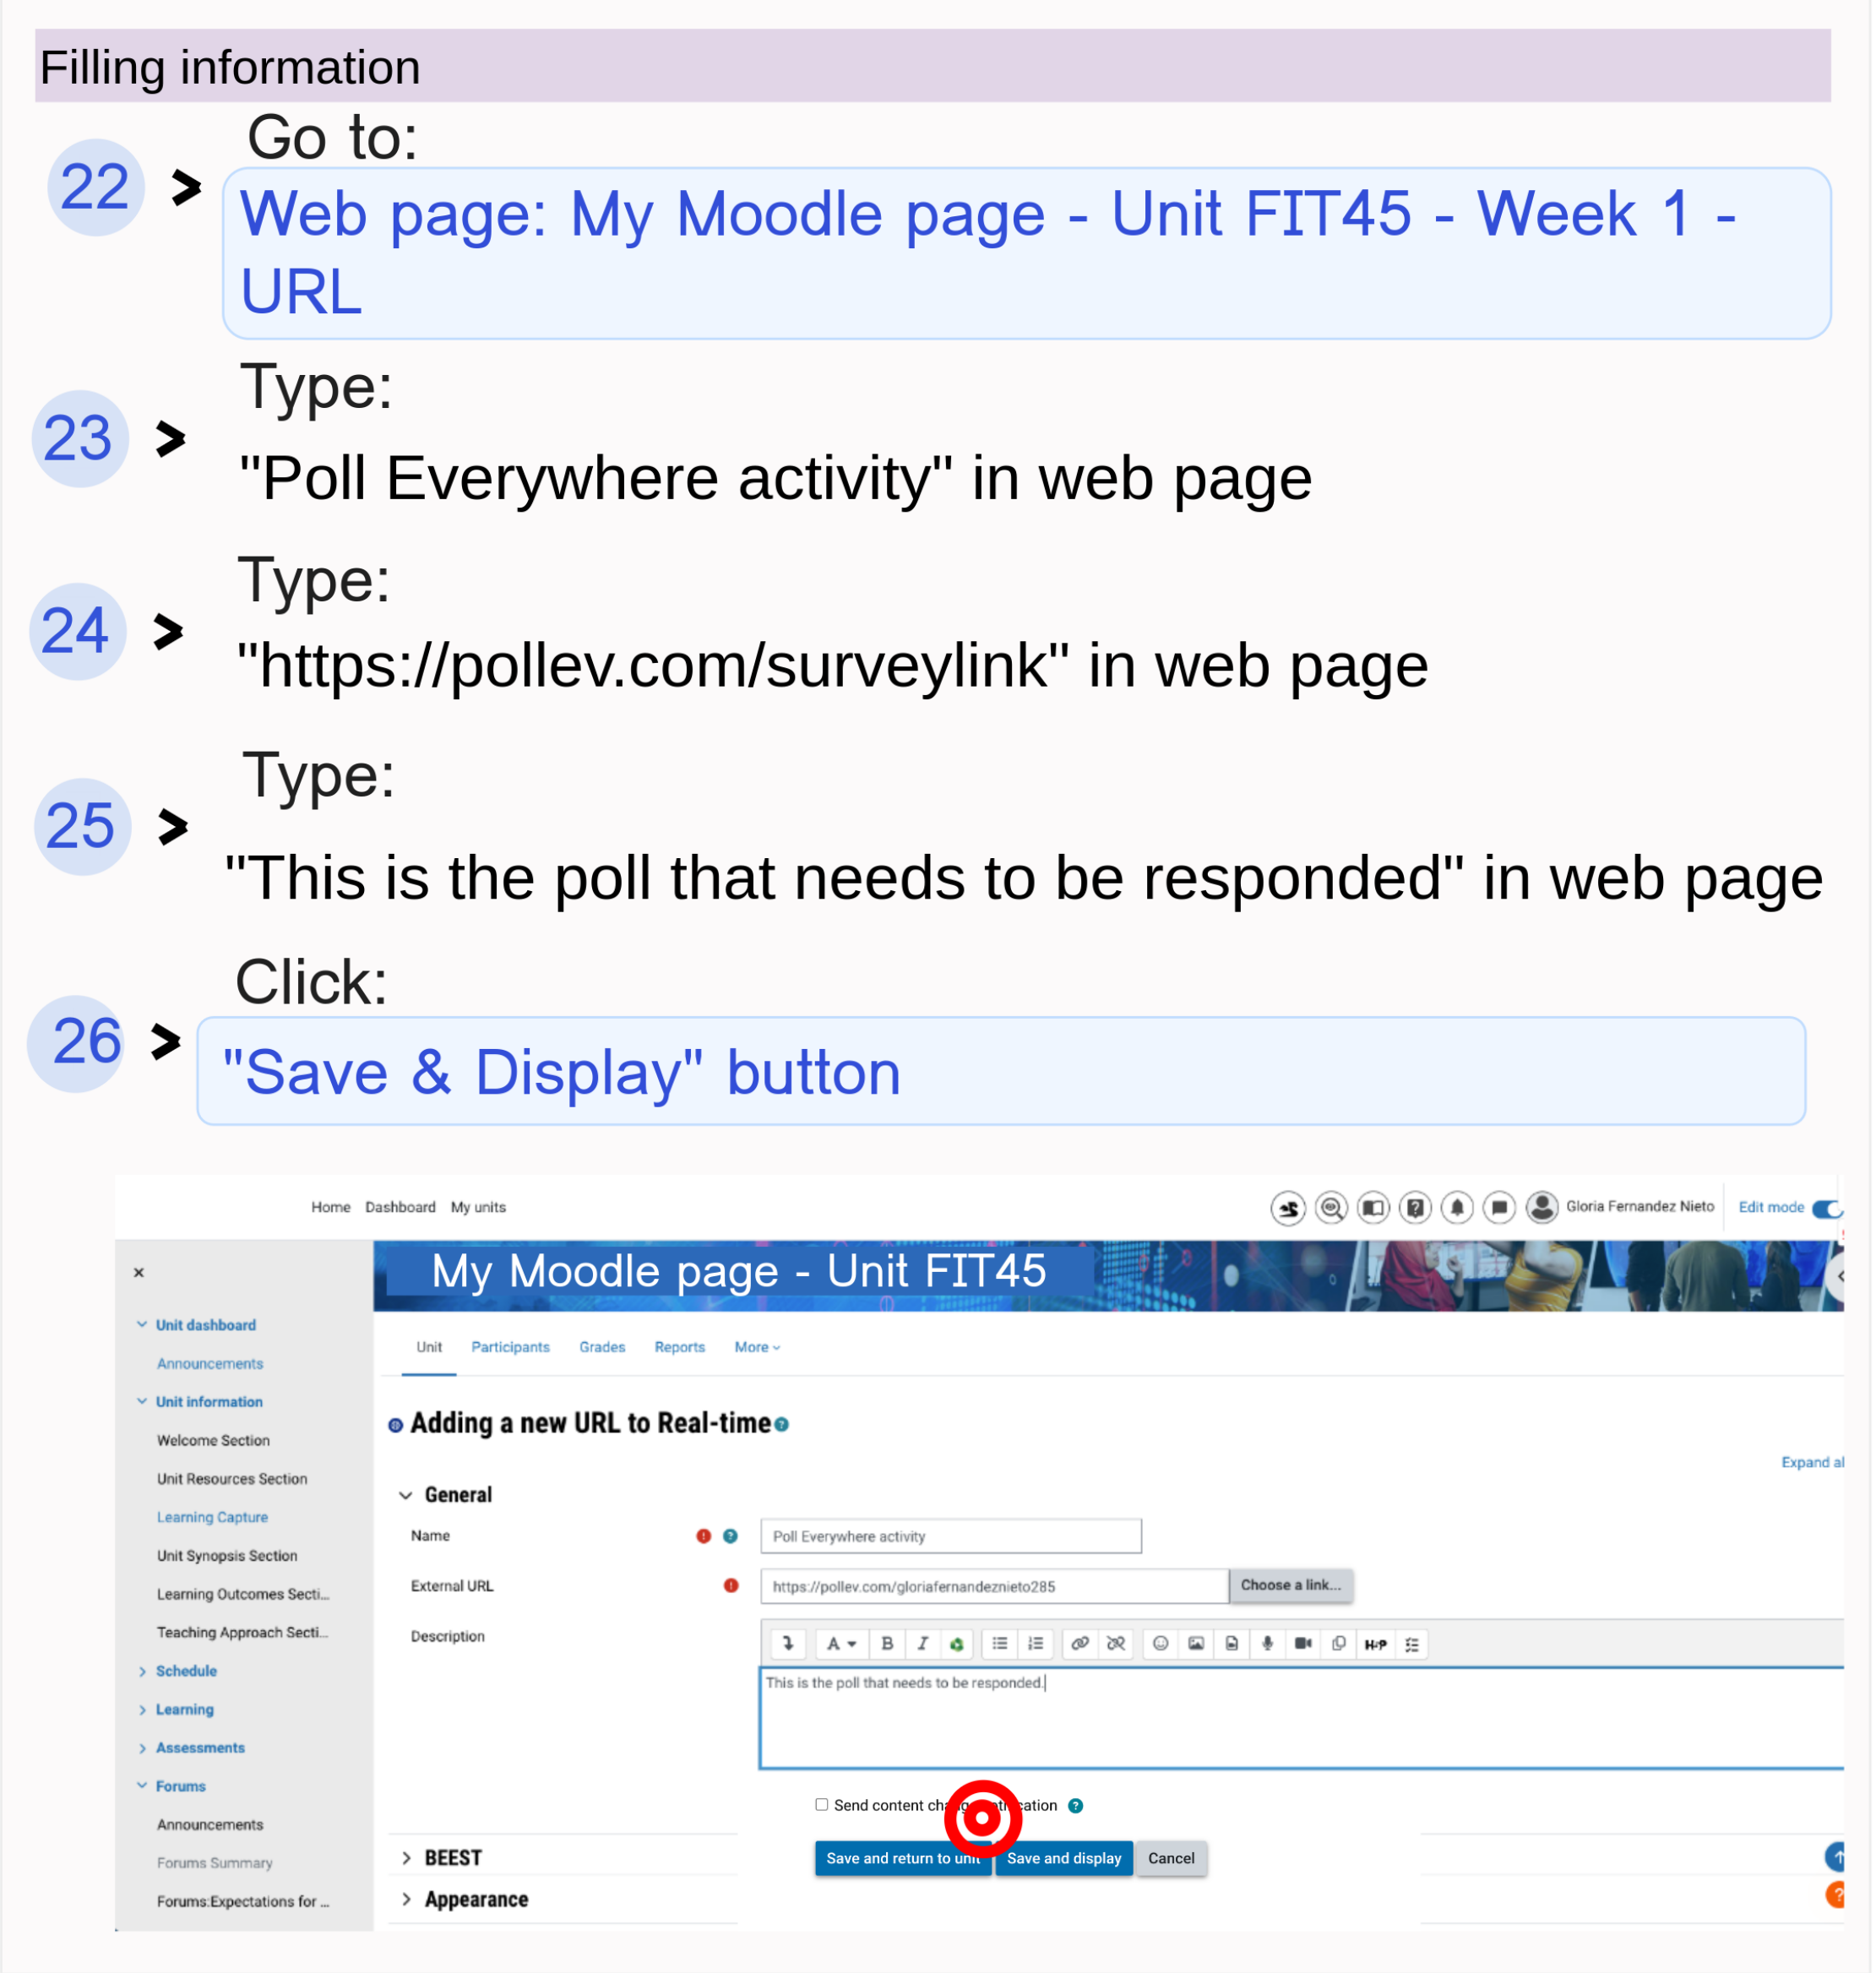 Filling information
Go to:
22 >
Web page: My Moodle page - Unit FIT45 - Week 1 -
URL
Type:
23 >
"Poll Everywhere activity" in web page
Type:
24 >
"https://pollev.com/surveylink" in web page
Type:
25 >
"This is the poll that needs to be responded" in web page
Click:
26 >
"Save & Display" button
Home Dashboard My units
Gloria Fernandez Nieto Edit mode
My Moodle page - Unit FIT45
Unit dashboard
Announcements
Unit information
Welcome Section
Unit Resources Section
Learning Capture
Unit Synopsis Section
Learning Outcomes Secti...
Teaching Approach Secti...
Schedule
Learning
Assessments
Forums
Announcements
Forums Summary
Forums:Expectations for ...
Unit Participants Grades Reports More
Adding a new URL to Real-time
Expand al
General
Name
Poll Everywhere activity
External URL
https://pollev.com/gloriafernandeznieto285
Choose a link...
Description
A B I H-P
This is the poll that needs to be responded.
Send content notification
BEEST
Save and return to unit Save and display Cancel
Appearance